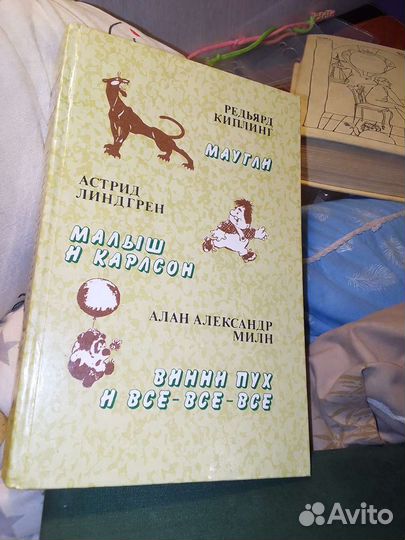 РЕДЬЯРД
КИПЛИНГ
МАУГЛИ
АСТРИД
ЛИНДГРЕН
МАЛЫШ
И КАРЛСОН
АЛАН АЛЕКСАНДР
МИЛН
ВИННИ ПУХ
И ВСЕ-ВСЕ-ВСЕ
Avito